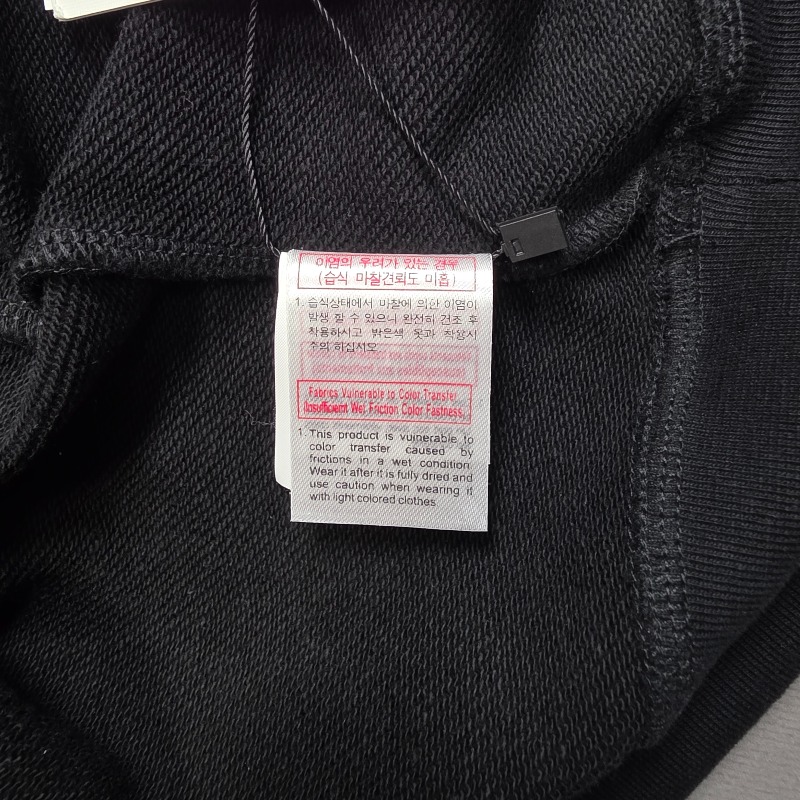 이염의 우려가 있는 경우
(습식 마찰견뢰도 미흡)
1. 습식상태에서 마찰에 의한 이염이
발생 할 수 있으니 완전히 건조 후
착용하시고 밝은색 옷과 착용시
주의 하십시오.
Fabrics Vulnerable to Color Transfer
Insufficient Wet Friction Color Fastness.
1. This product is vulnerable to
color transfer caused by
frictions in a wet condition.
Wear it after it is fully dried and
use caution when wearing it
with light colored clothes.